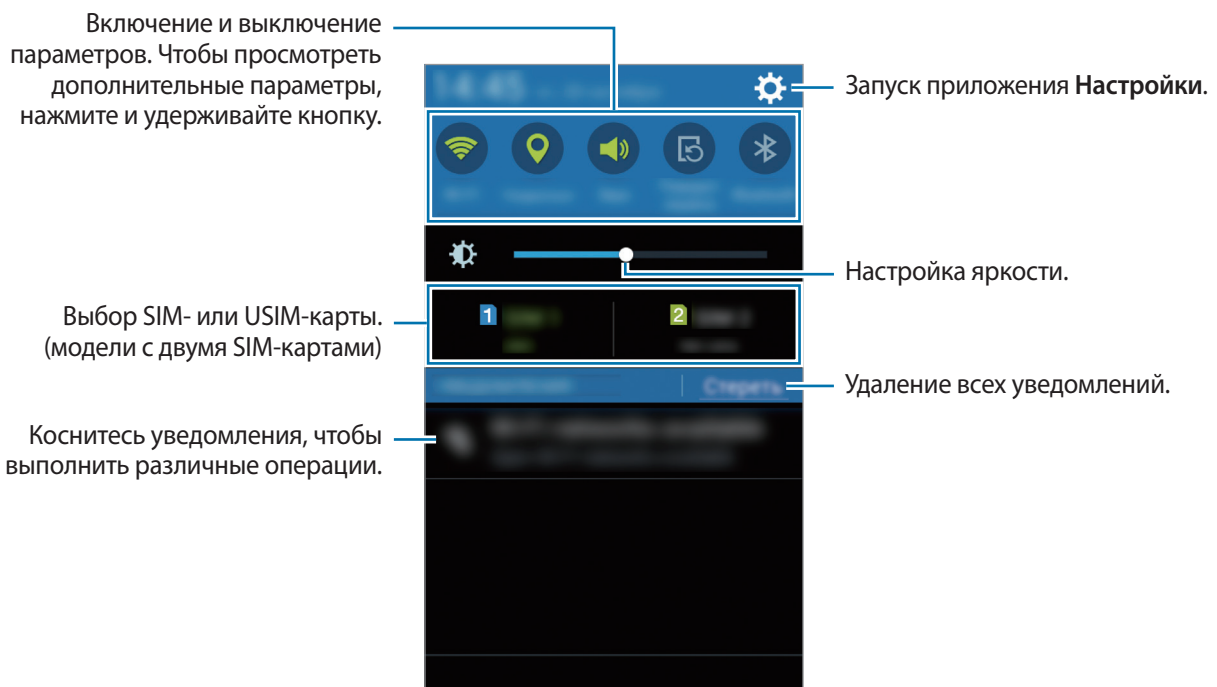 Включение и выключение
параметров. Чтобы просмотреть
дополнительные параметры,
нажмите и удерживайте кнопку.
Запуск приложения Настройки.
Настройка яркости.
Выбор SIM- или USIM-карты.
(модели с двумя SIM-картами)
1
2
Стереть
Удаление всех уведомлений.
Коснитесь уведомления, чтобы
выполнить различные операции.